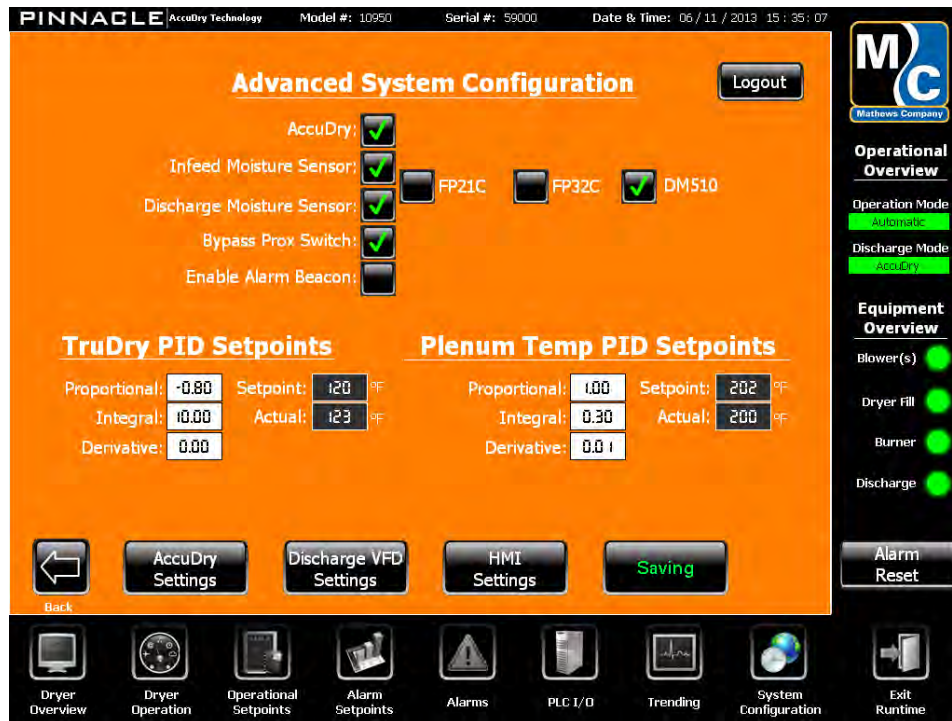 PINNACLE AccuDry Technology Model #: 10950 Serial #: 59000 Date & Time: 06/11/2013 15:35:07
MC
Mathews Company
Advanced System Configuration
Logout
AccuDry:
Infeed Moisture Sensor:
FP21C FP32C DM510
Discharge Moisture Sensor:
Bypass Prox Switch:
Enable Alarm Beacon:
TruDry PID Setpoints
Proportional: -0.80 Setpoint: 120 °F
Integral: 10.00 Actual: 123 °F
Derivative: 0.00
Plenum Temp PID Setpoints
Proportional: 1.00 Setpoint: 202 °F
Integral: 0.30 Actual: 200 °F
Derivative: 0.01
Back
AccuDry
Settings
Discharge VFD
Settings
HMI
Settings
Saving
Operational
Overview
Operation Mode
Automatic
Discharge Mode
AccuDry
Equipment
Overview
Blower(s)
Dryer Fill
Burner
Discharge
Alarm
Reset
Dryer
Overview
Dryer
Operation
Operational
Setpoints
Alarm
Setpoints
Alarms
PLC I/O
Trending
System
Configuration
Exit
Runtime